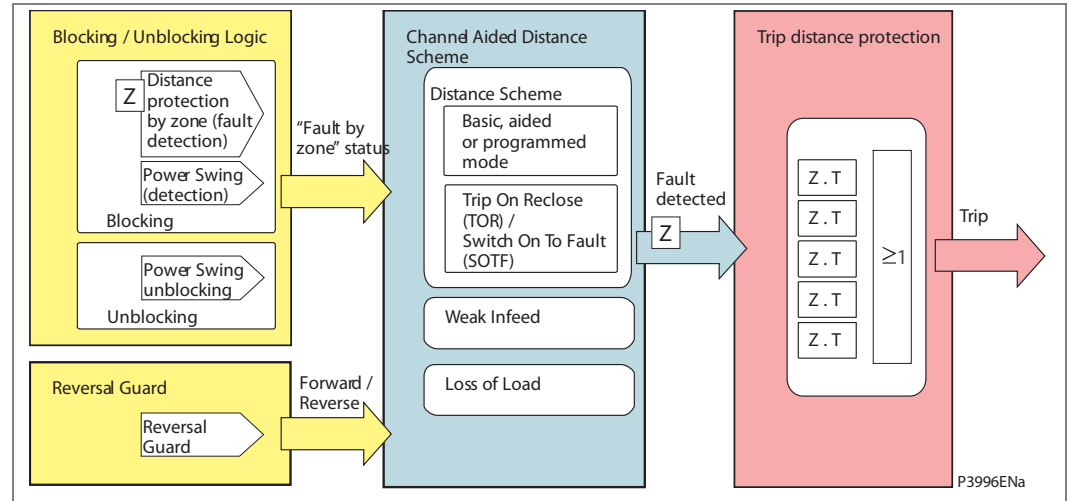 Blocking / Unblocking Logic
Z
Distance
protection
by zone (fault
detection)
Power Swing
(detection)
Blocking
Power Swing
unblocking
Unblocking
"Fault by
zone" status
Reversal Guard
Reversal
Guard
Forward /
Reverse
Channel Aided Distance
Scheme
Distance Scheme
Basic, aided
or programmed
mode
Trip On Reclose
(TOR) /
Switch On To Fault
(SOTF)
Weak Infeed
Loss of Load
Fault
detected
Z
Trip distance protection
Z . T
Z . T
Z . T
Z . T
Z . T
≥1
Trip
P3996ENa